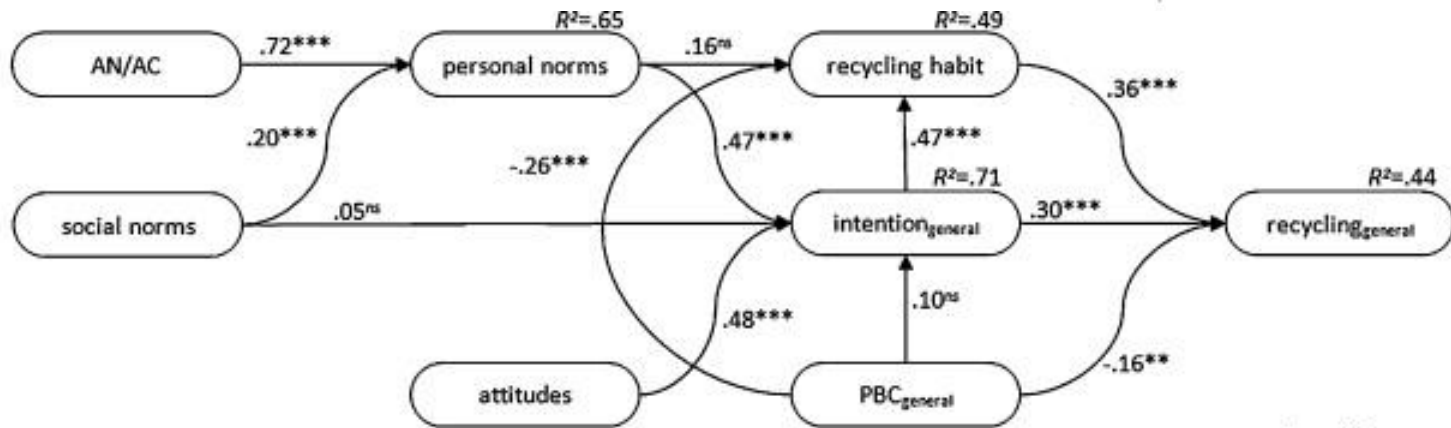 R²=.65
R²=.49
AN/AC
.72***
personal norms
.16ns
recycling habit
.36***
.20***
-.26***
.47***
.47***
R²=.71
R²=.44
social norms
.05ns
intentiongeneral
.30***
recyclinggeneral
.48***
.10ns
-.16**
attitudes
PBCgeneral